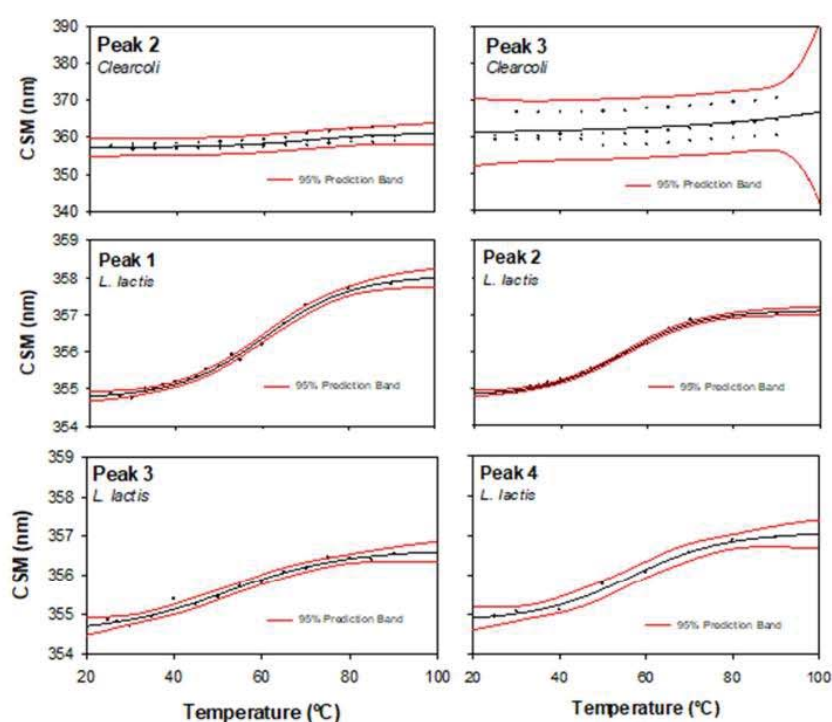 390
380
370
360
350
340
CSM (nm)
Peak 2
Clearcoli
95% Prediction Band
Peak 3
Clearcoli
95% Prediction Band
359
358
357
356
355
354
CSM (nm)
Peak 1
L. lactis
95% Prediction Band
Peak 2
L. lactis
95% Prediction Band
359
358
357
356
355
354
CSM (nm)
Peak 3
L. lactis
95% Prediction Band
Peak 4
L. lactis
95% Prediction Band
20 40 60 80 100
20 40 60 80 100
Temperature (ºC)
Temperature (ºC)